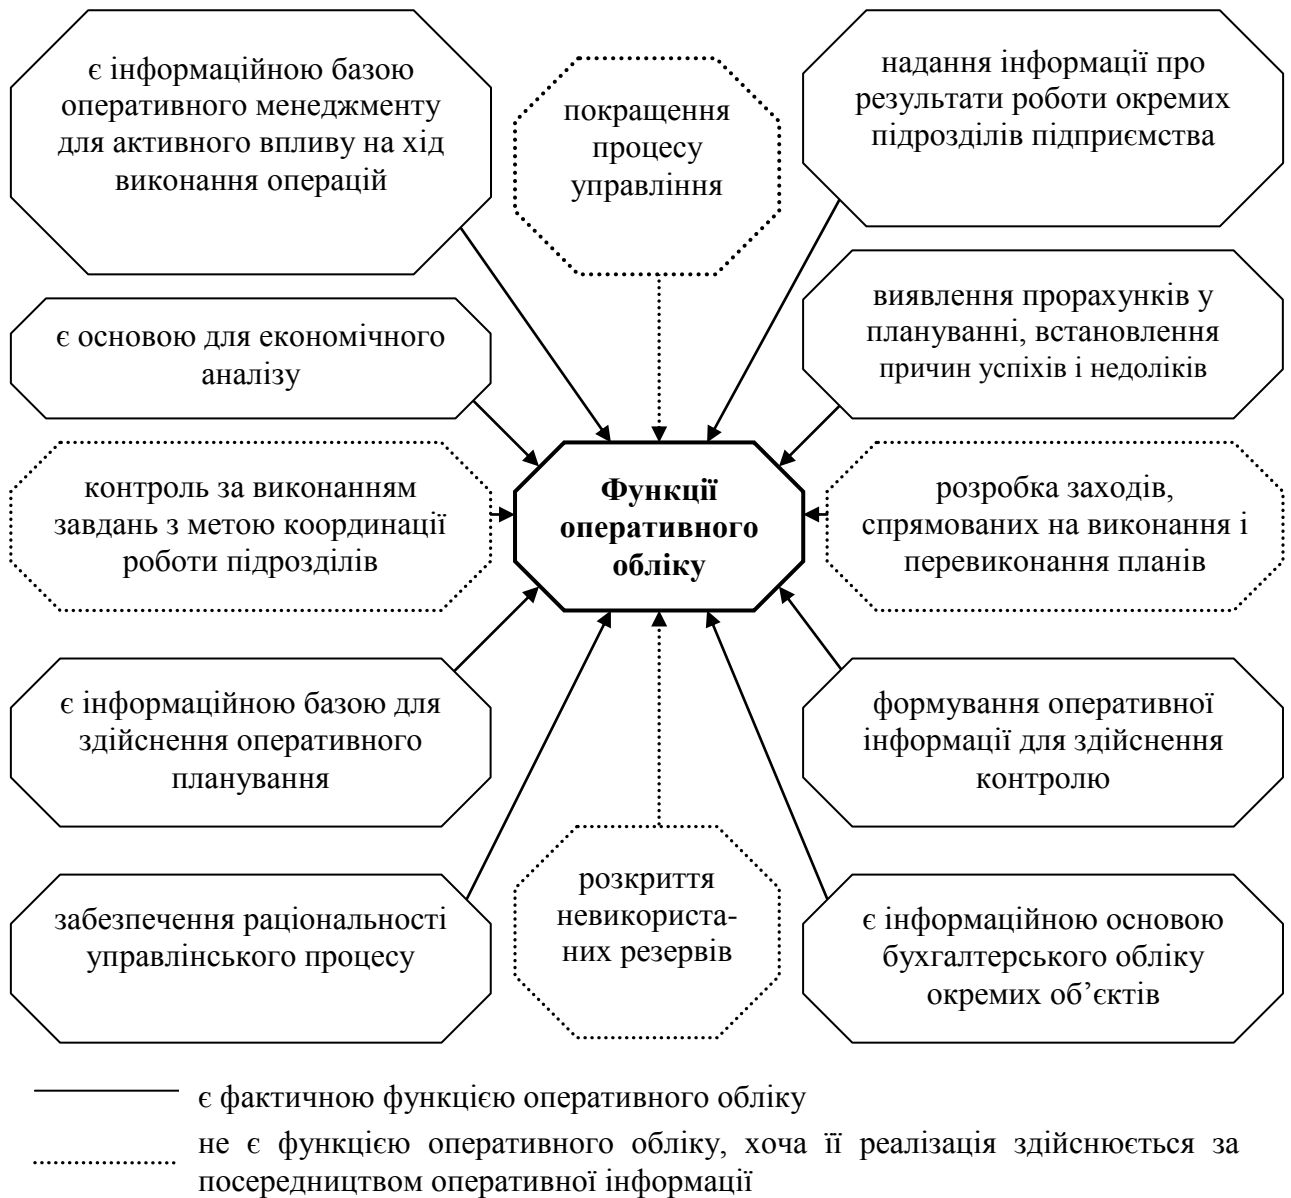 є інформаційною базою
оперативного менеджменту
для активного впливу на хід
виконання операцій
покращення
процесу
управління
надання інформації про
результати роботи окремих
підрозділів підприємства
є основою для економічного
аналізу
виявлення прорахунків у
плануванні, встановлення
причин успіхів і недоліків
контроль за виконанням
завдань з метою координації
роботи підрозділів
Функції
оперативного
обліку
розробка заходів,
спрямованих на виконання і
перевиконання планів
є інформаційною базою для
здійснення оперативного
планування
формування оперативної
інформації для здійснення
контролю
забезпечення раціональності
управлінського процесу
розкриття
невикориста-
них резервів
є інформаційною основою
бухгалтерського обліку
окремих об’єктів
є фактичною функцією оперативного обліку
не є функцією оперативного обліку, хоча її реалізація здійснюється за
посередництвом оперативної інформації